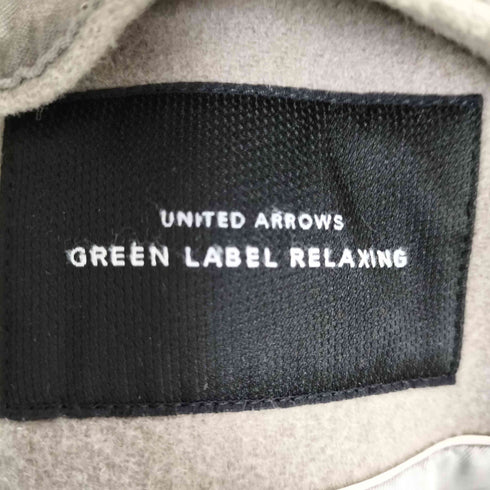 UNITED ARROWS
GREEN LABEL RELAXING